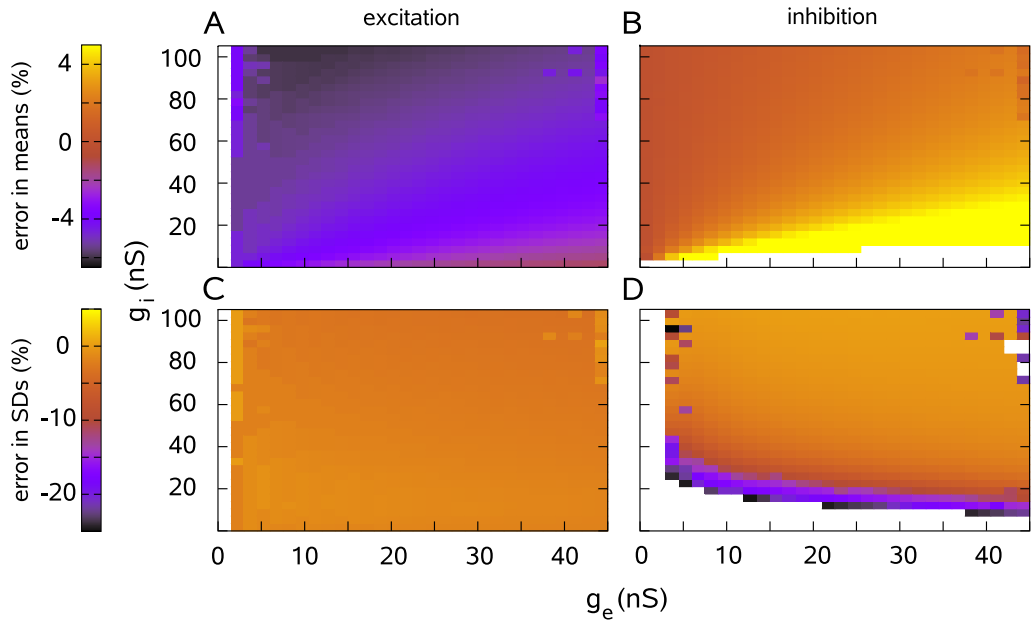 A excitation B inhibition
error in means (%)
4
0
-4
100
80
60
40
20
g_i (nS)
C D
error in SDs (%)
0
-10
-20
100
80
60
40
20
0 10 20 30 40
0 10 20 30 40
g_e (nS)